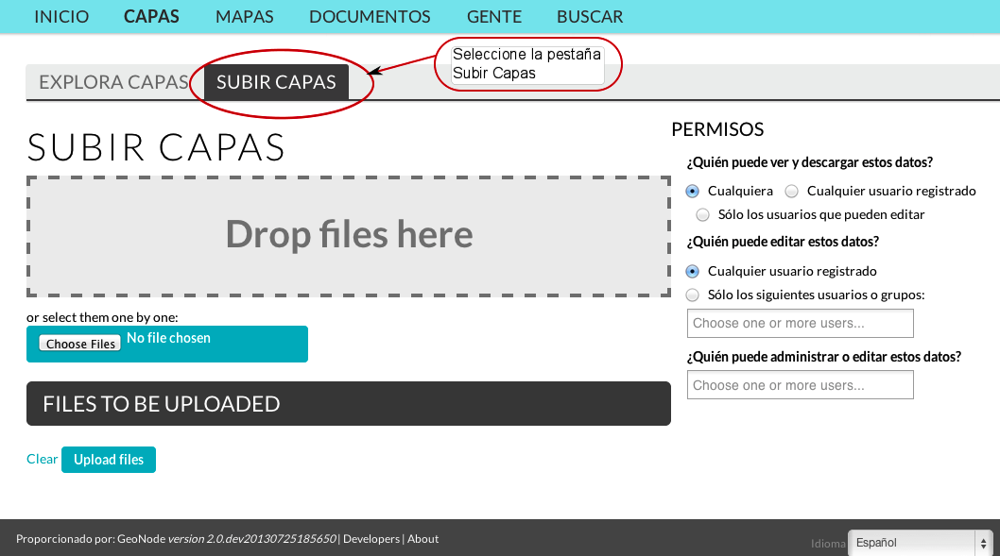 INICIO CAPAS MAPAS DOCUMENTOS GENTE BUSCAR
Seleccione la pestaña
Subir Capas
EXPLORA CAPAS SUBIR CAPAS
SUBIR CAPAS
Drop files here
or select them one by one:
Choose Files No file chosen
FILES TO BE UPLOADED
Clear Upload files
PERMISOS
¿Quién puede ver y descargar estos datos?
Cualquiera Cualquier usuario registrado
Sólo los usuarios que pueden editar
¿Quién puede editar estos datos?
Cualquier usuario registrado
Sólo los siguientes usuarios o grupos:
Choose one or more users...
¿Quién puede administrar o editar estos datos?
Choose one or more users...
Proporcionado por: GeoNode version 2.0.dev20130725185650 | Developers | About
Idioma Español